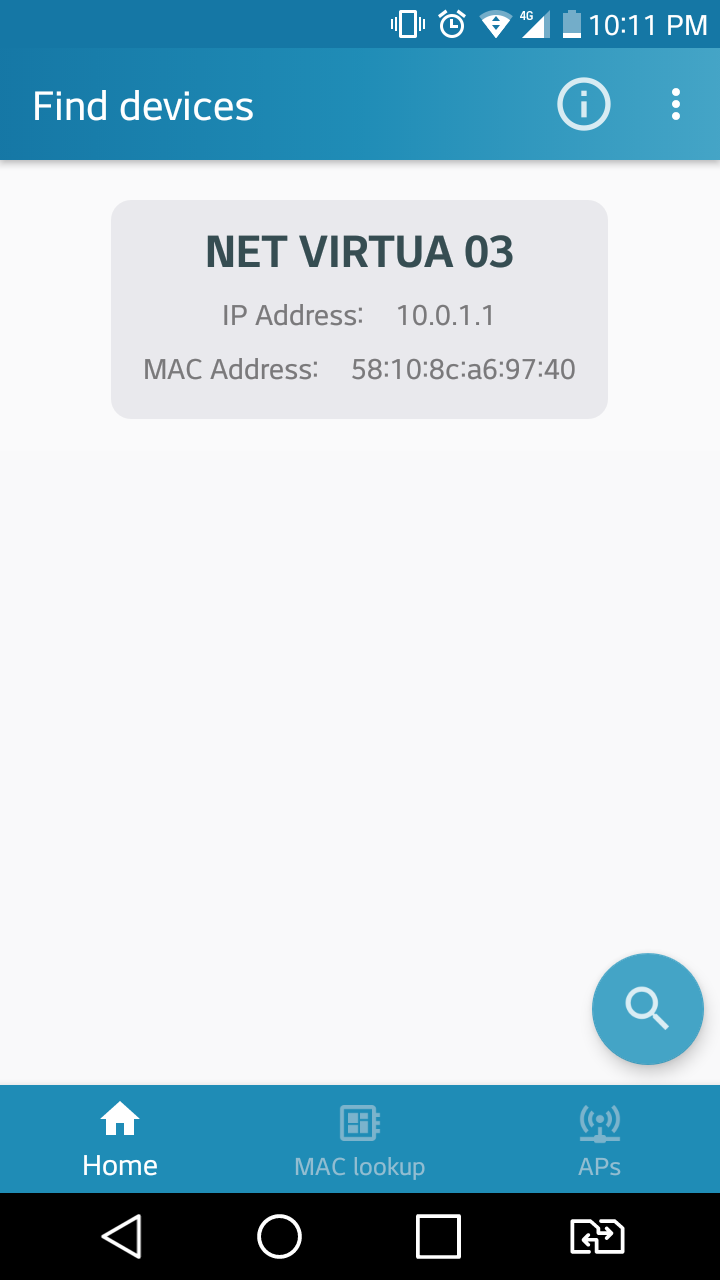 4G 10:11 PM
Find devices
NET VIRTUA 03
IP Address: 10.0.1.1
MAC Address: 58:10:8c:a6:97:40
Home MAC lookup APs